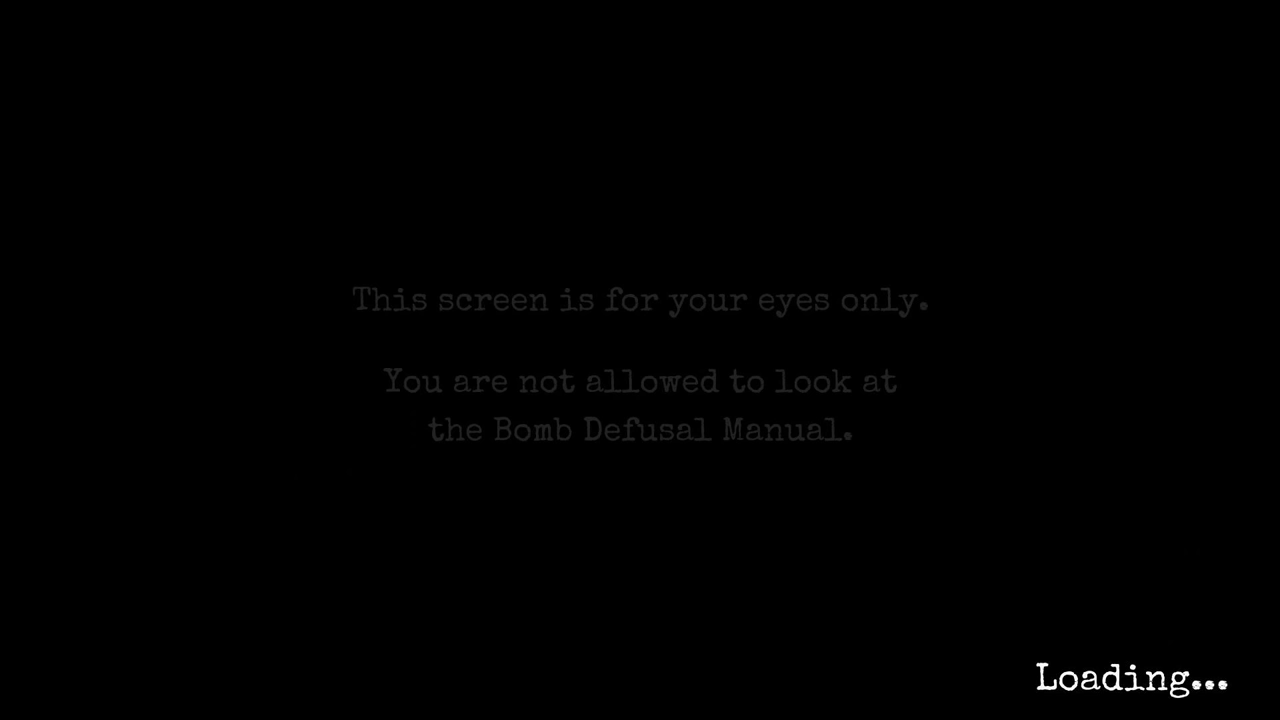 This screen is for your eyes only.
You are not allowed to look at
the Bomb Defusal Manual.
Loading...